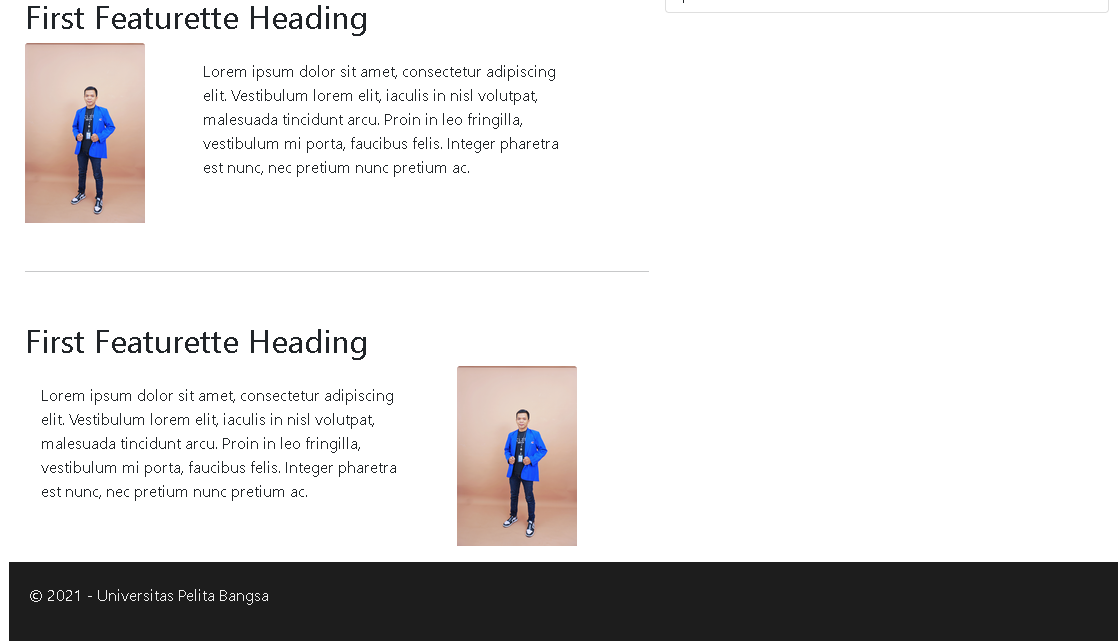 First Featurette Heading
Lorem ipsum dolor sit amet, consectetur adipiscing
elit. Vestibulum lorem elit, iaculis in nisl volutpat,
malesuada tincidunt arcu. Proin in leo fringilla,
vestibulum mi porta, faucibus felis. Integer pharetra
est nunc, nec pretium nunc pretium ac.
First Featurette Heading
Lorem ipsum dolor sit amet, consectetur adipiscing
elit. Vestibulum lorem elit, iaculis in nisl volutpat,
malesuada tincidunt arcu. Proin in leo fringilla,
vestibulum mi porta, faucibus felis. Integer pharetra
est nunc, nec pretium nunc pretium ac.
© 2021 - Universitas Pelita Bangsa